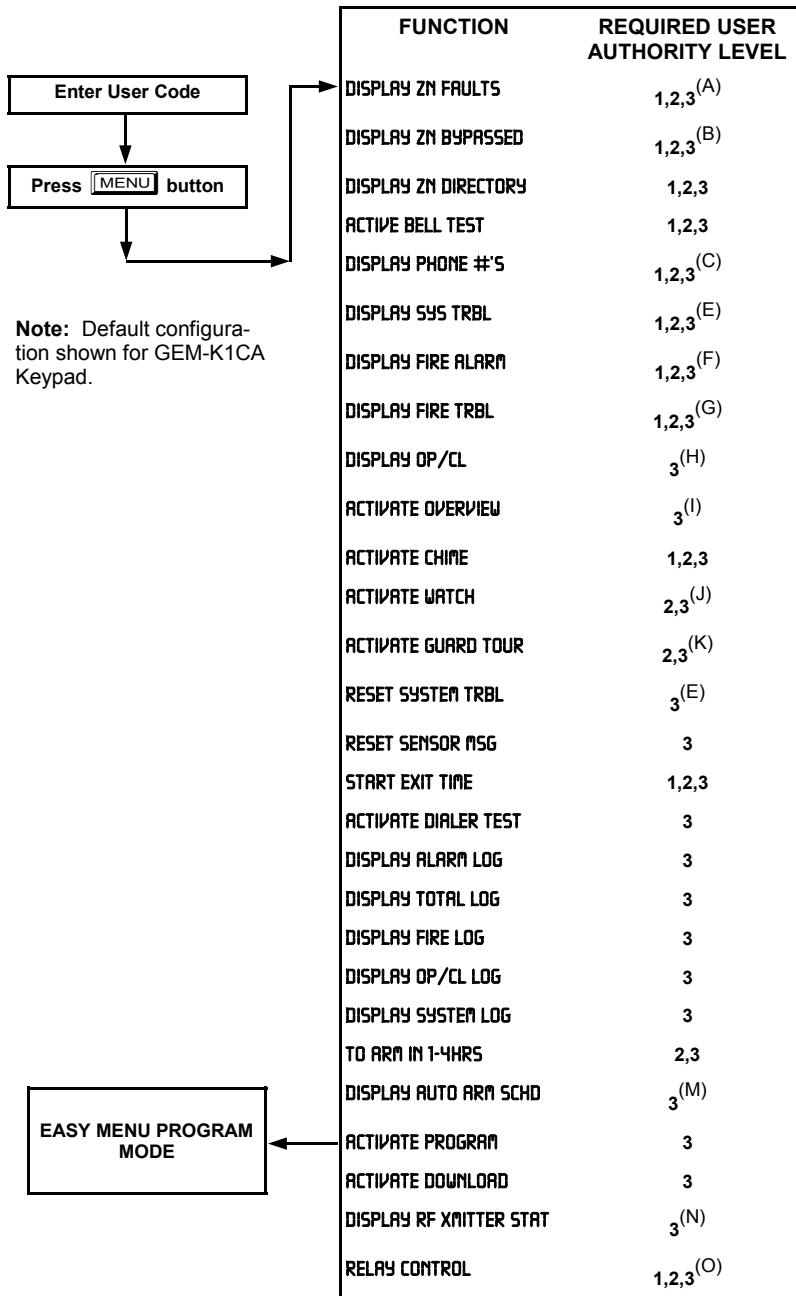 FUNCTION REQUIRED USER
AUTHORITY LEVEL
Enter User Code
Press MENU button
Note: Default configura-
tion shown for GEM-K1CA
Keypad.
DISPLAY ZN FAULTS 1,2,3(A)
DISPLAY ZN BYPASSED 1,2,3(B)
DISPLAY ZN DIRECTORY 1,2,3
ACTIVE BELL TEST 1,2,3
DISPLAY PHONE #'S 1,2,3(C)
DISPLAY SYS TRBL 1,2,3(E)
DISPLAY FIRE ALARM 1,2,3(F)
DISPLAY FIRE TRBL 1,2,3(G)
DISPLAY OP/CL 3(H)
ACTIVATE OVERVIEW 3(I)
ACTIVATE CHIME 1,2,3
ACTIVATE WATCH 2,3(J)
ACTIVATE GUARD TOUR 2,3(K)
RESET SYSTEM TRBL 3(E)
RESET SENSOR MSG 3
START EXIT TIME 1,2,3
ACTIVATE DIALER TEST 3
DISPLAY ALARM LOG 3
DISPLAY TOTAL LOG 3
DISPLAY FIRE LOG 3
DISPLAY OP/CL LOG 3
DISPLAY SYSTEM LOG 3
TO ARM IN 1-4HRS 2,3
DISPLAY AUTO ARM SCHD 3(M)
EASY MENU PROGRAM
MODE
ACTIVATE PROGRAM 3
ACTIVATE DOWNLOAD 3
DISPLAY RF XMITTER STAT 3(N)
RELAY CONTROL 1,2,3(O)